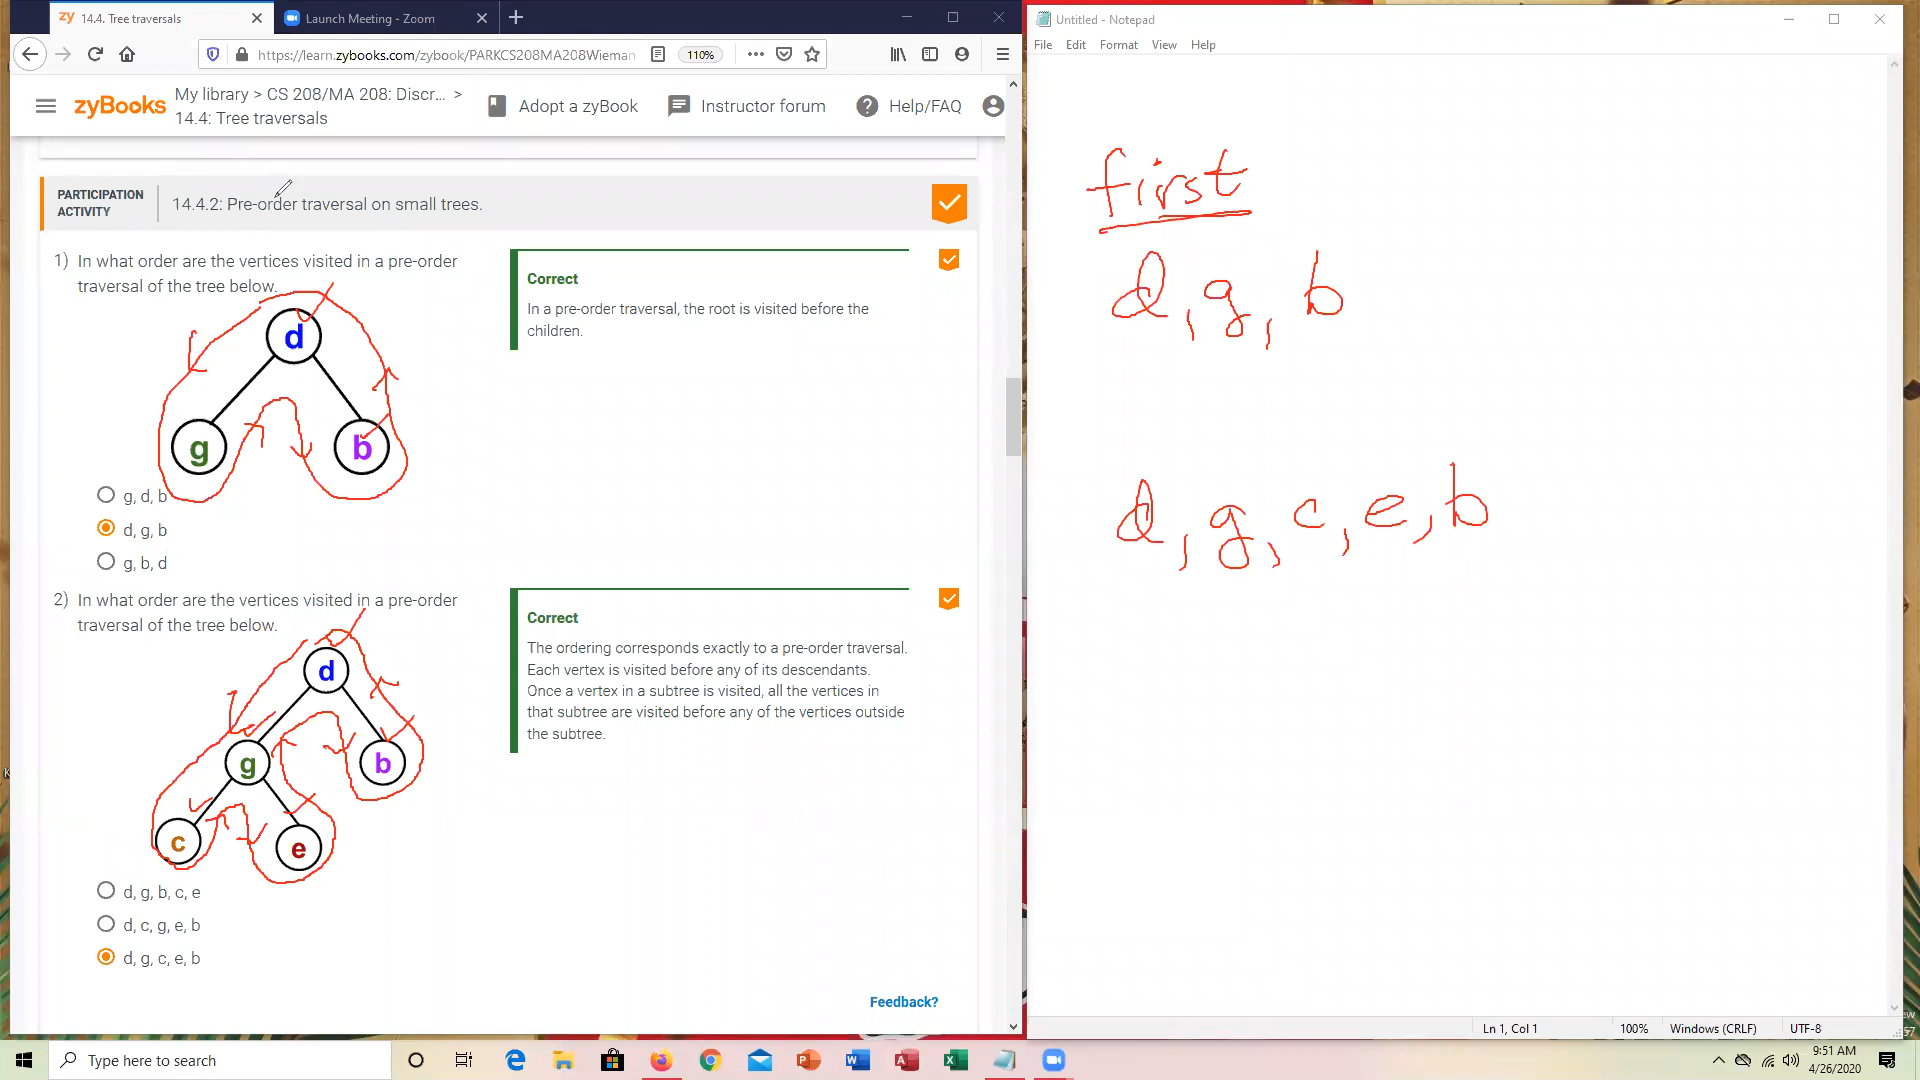 14.4. Tree traversals
Launch Meeting - Zoom
https://learn.zybooks.com/zybook/PARKCS208MA208Wieman
110%
zyBooks
My library > CS 208/MA 208: Discr... >
14.4: Tree traversals
Adopt a zyBook
Instructor forum
Help/FAQ
PARTICIPATION
ACTIVITY
14.4.2: Pre-order traversal on small trees.
1) In what order are the vertices visited in a pre-order
traversal of the tree below.
d
g
b
g, d, b
d, g, b
g, b, d
Correct
In a pre-order traversal, the root is visited before the
children.
2) In what order are the vertices visited in a pre-order
traversal of the tree below.
d
g
b
c
e
d, g, b, c, e
d, c, g, e, b
d, g, c, e, b
Correct
The ordering corresponds exactly to a pre-order traversal.
Each vertex is visited before any of its descendants.
Once a vertex in a subtree is visited, all the vertices in
that subtree are visited before any of the vertices outside
the subtree.
Feedback?
Untitled - Notepad
File Edit Format View Help
first
d, g, b
d, g, c, e, b
Ln 1, Col 1
100%
Windows (CRLF)
UTF-8
Type here to search
9:51 AM
4/26/2020